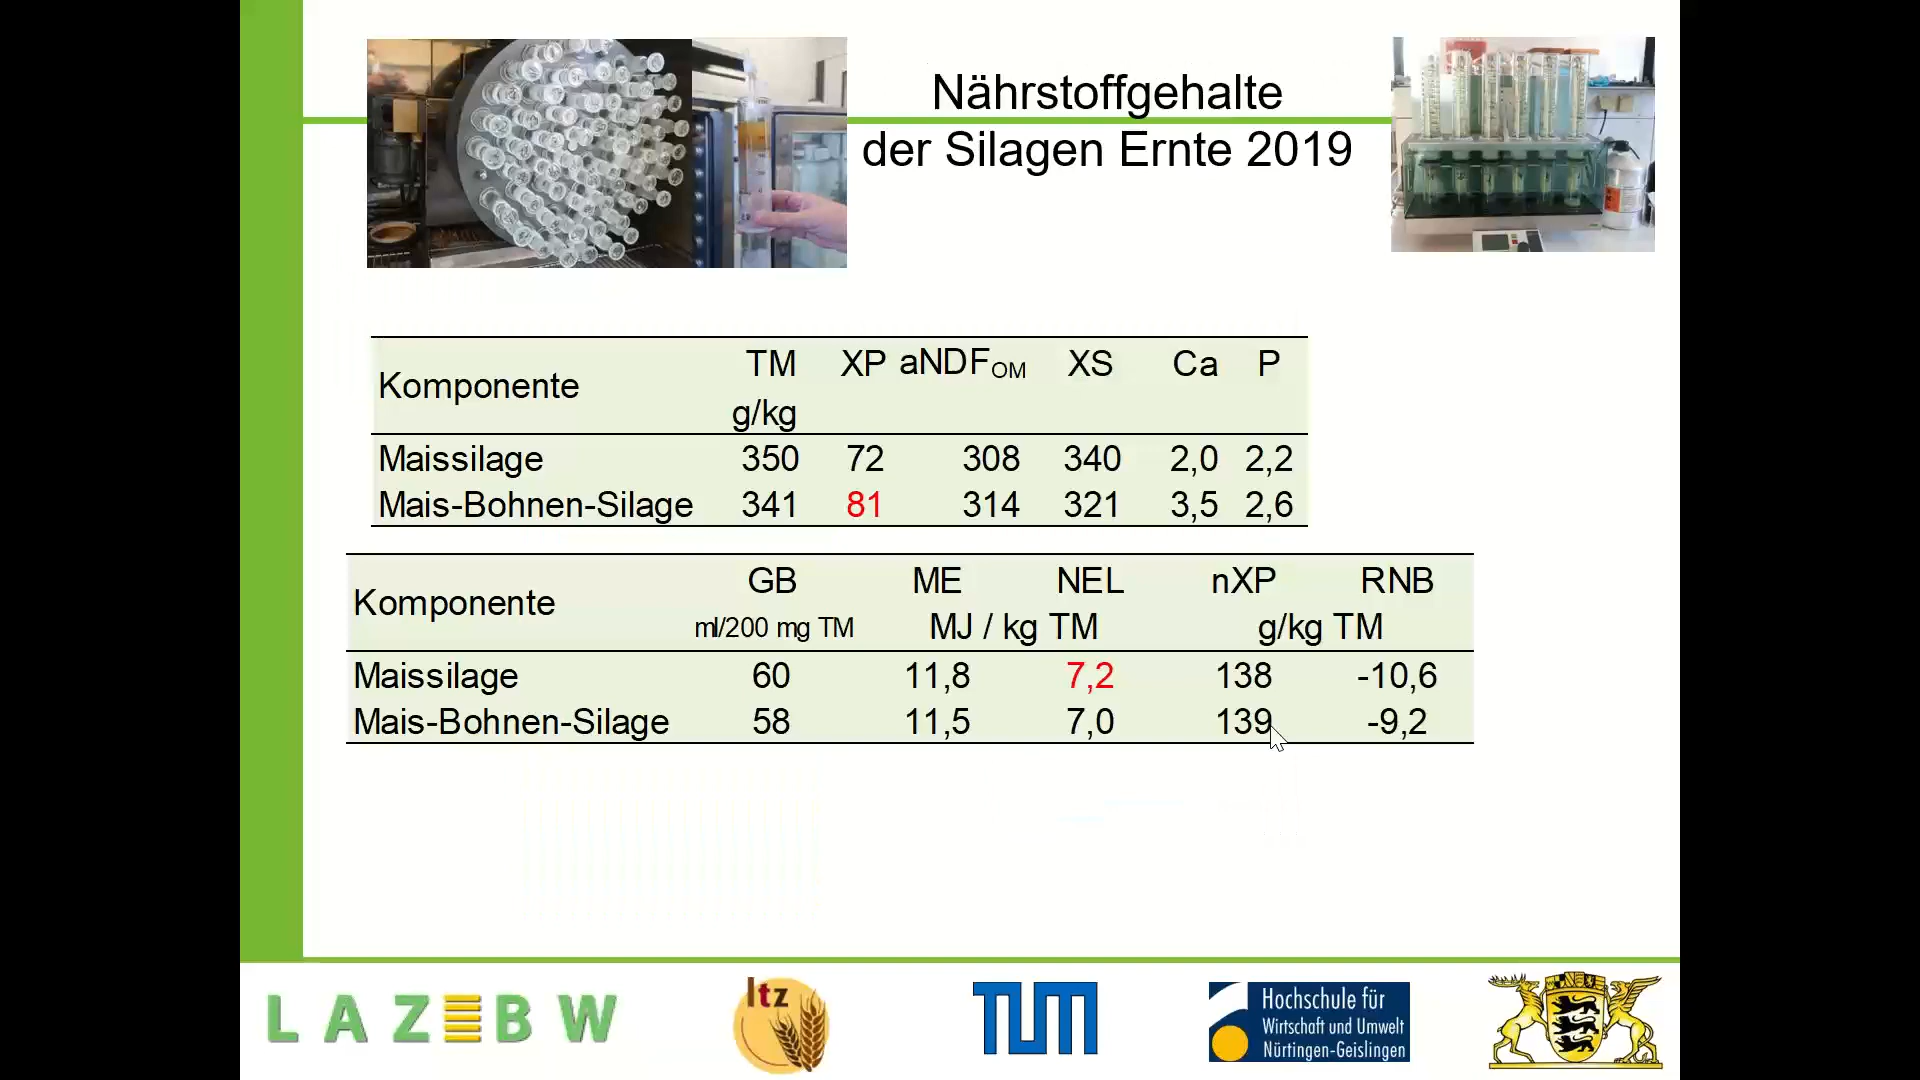 Nährstoffgehalte
der Silagen Ernte 2019
Komponente TM XP aNDFOM XS Ca P
g/kg
Maissilage 350 72 308 340 2,0 2,2
Mais-Bohnen-Silage 341 81 314 321 3,5 2,6
Komponente GB ME NEL nXP RNB
ml/200 mg TM MJ / kg TM g/kg TM
Maissilage 60 11,8 7,2 138 -10,6
Mais-Bohnen-Silage 58 11,5 7,0 139 -9,2
LAZBW
ltz
TUM
Hochschule für
Wirtschaft und Umwelt
Nürtingen-Geislingen